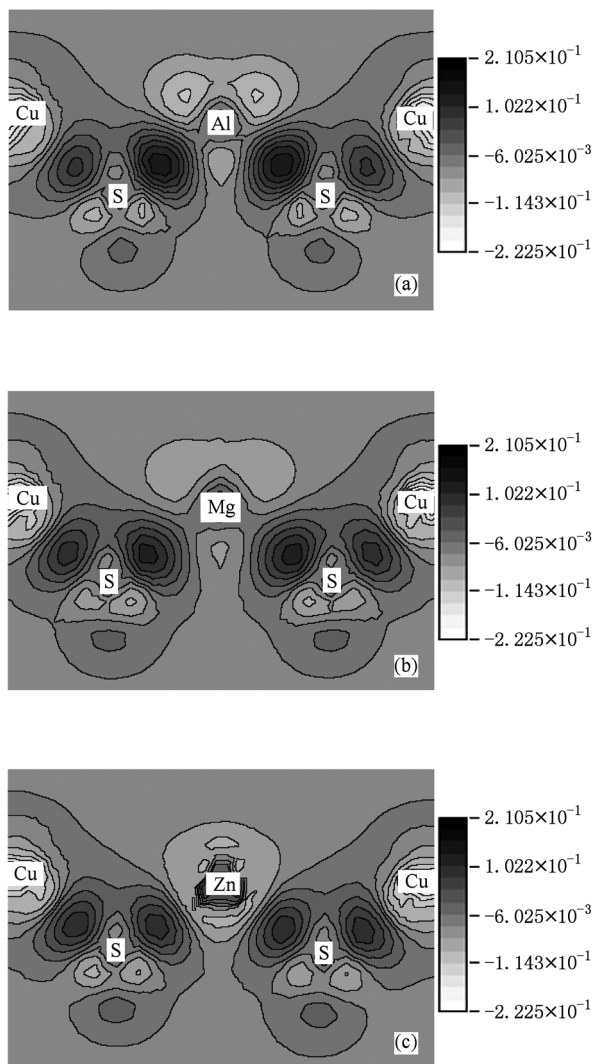 Cu
Al
Cu
S
S
(a)
2.105×10⁻¹
1.022×10⁻¹
-6.025×10⁻³
-1.143×10⁻¹
-2.225×10⁻¹
Cu
Mg
Cu
S
S
(b)
2.105×10⁻¹
1.022×10⁻¹
-6.025×10⁻³
-1.143×10⁻¹
-2.225×10⁻¹
Cu
Zn
Cu
S
S
(c)
2.105×10⁻¹
1.022×10⁻¹
-6.025×10⁻³
-1.143×10⁻¹
-2.225×10⁻¹